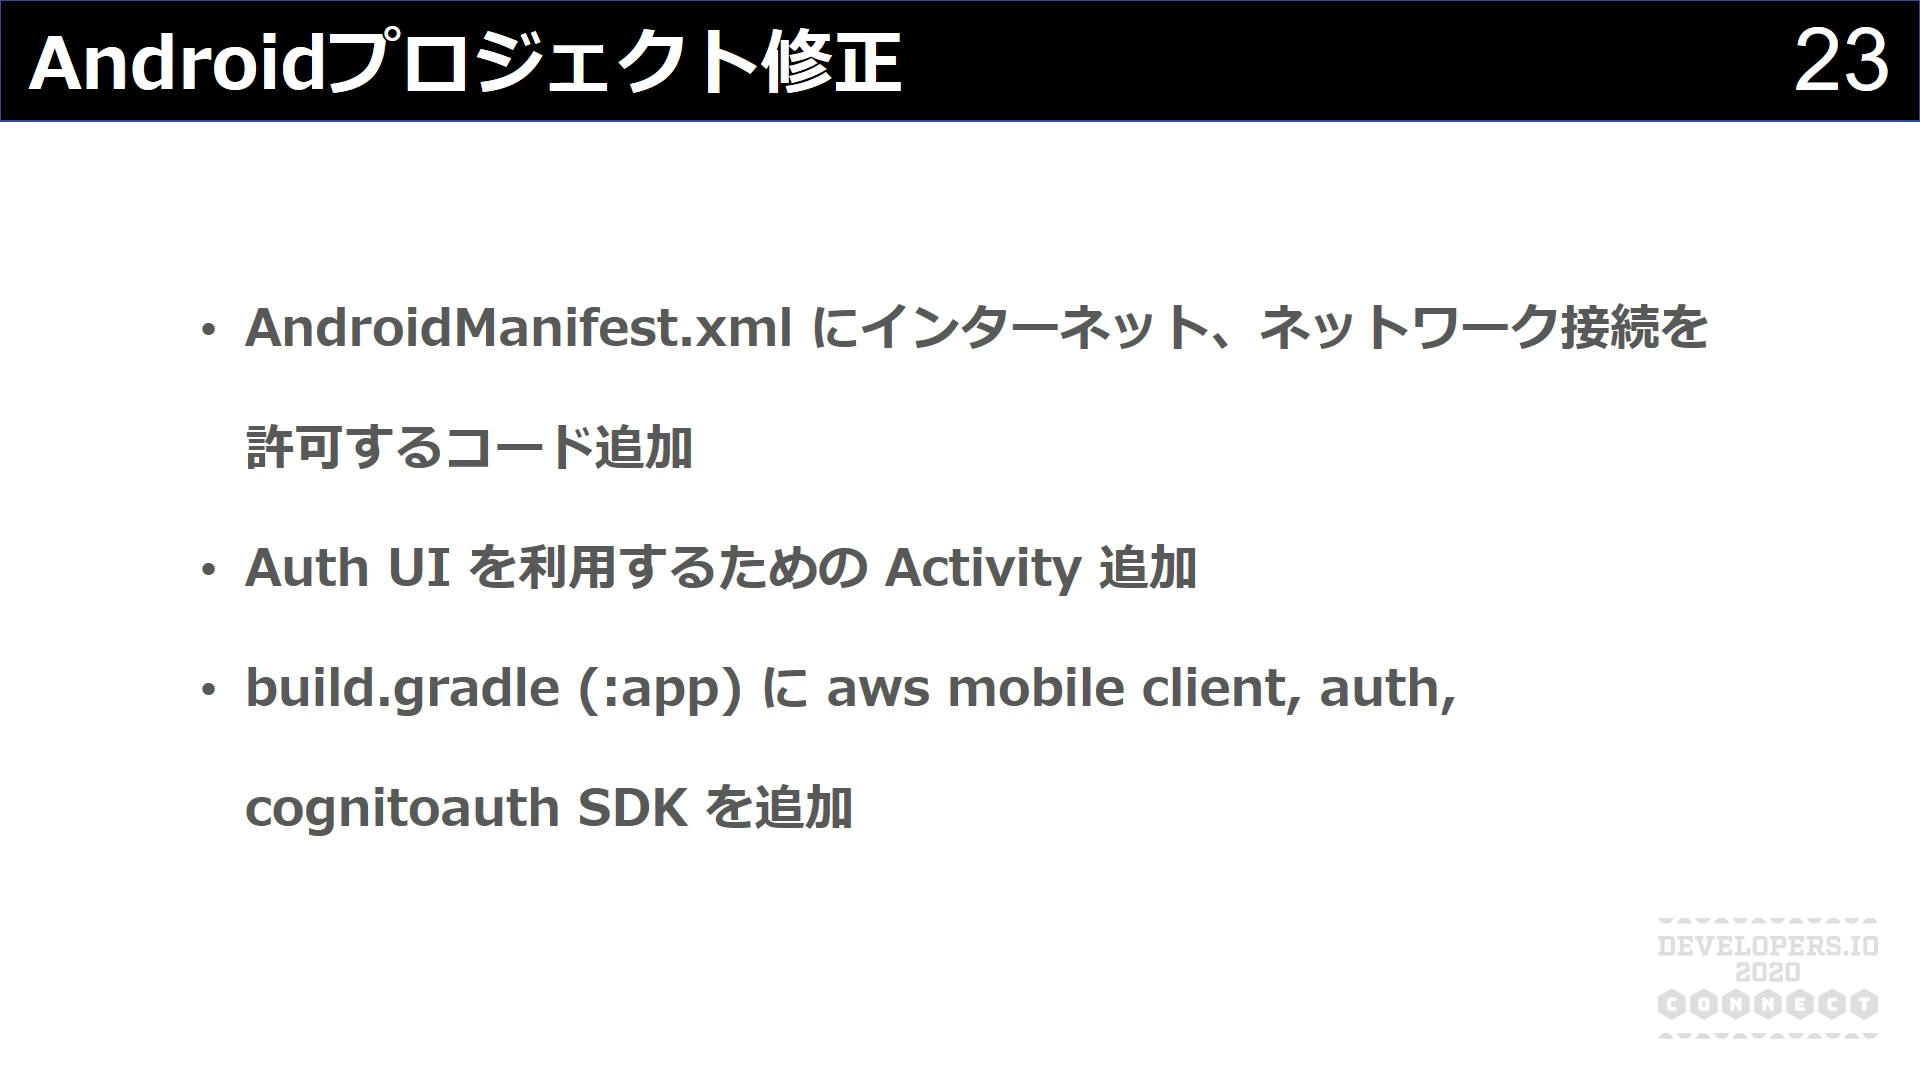 Androidプロジェクト修正
23
• AndroidManifest.xml にインターネット、ネットワーク接続を
許可するコード追加
• Auth UI を利用するための Activity 追加
• build.gradle (:app) に aws mobile client, auth,
cognitoauth SDK を追加
DEVELOPERS.IO
2020
CONNECT